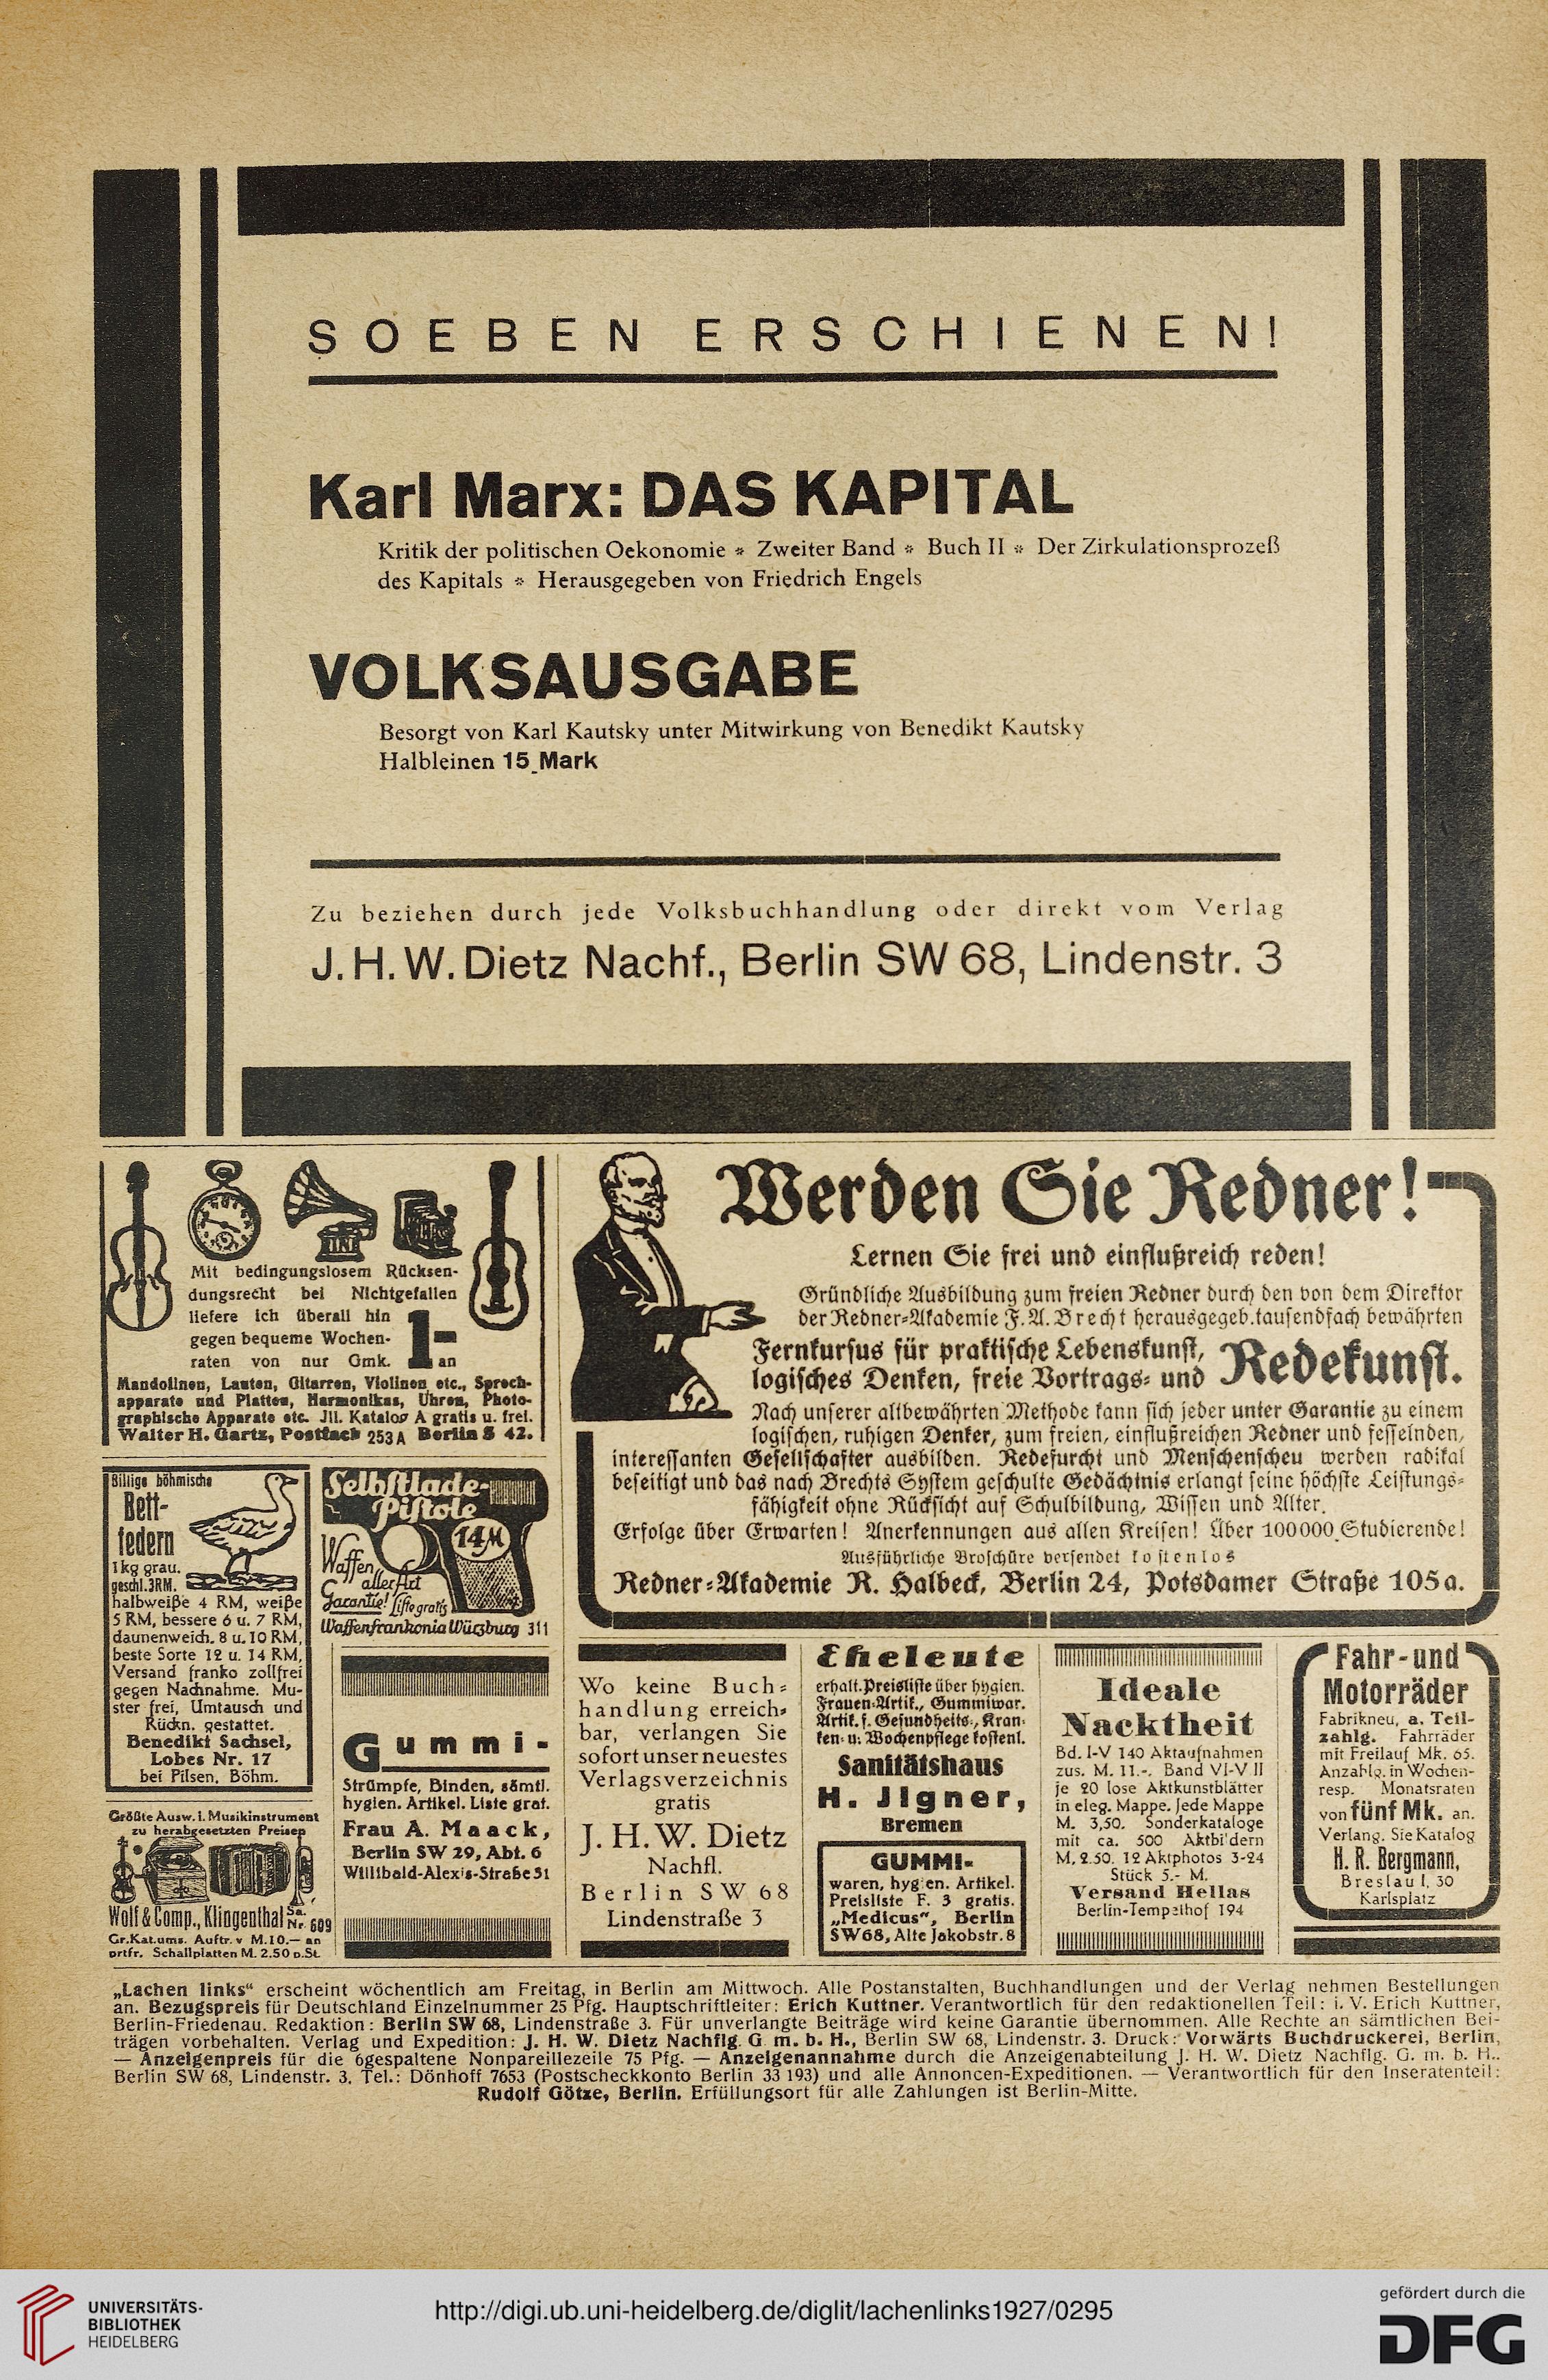 SOEBEN ERSCHIENEN!
Karl Marx: DAS KAPITAL
Kritik der politischen Oekonomie * Zweiter Band * Buch II * Der Zirkulationsprozeß
des Kapitals * Herausgegeben von Friedrich Engels
VOLKSAUSGABE
Besorgt von Karl Kautsky unter Mitwirkung von Benedikt Kautsky
Halbleinen 15 Mark
Zu beziehen durch jede Volksbuchhandlung oder direkt vom Verlag
J. H. W. Dietz Nachf., Berlin SW 68, Lindenstr. 3
Mit bedingungslosem Rücksen-
dungsrecht bei Nichtgefallen
liefere ich überall hin
gegen bequeme Wochen-
raten von nur Gmk. 1- an
Mandolinen, Lauten, Gitarren, Violinen etc., Sprech-
apparate und Platten, Harmonikas, Uhren, Photo-
graphische Apparate etc. Jll. Katalog A gratis u. frei.
Walter H. Gartz, Postfach 253 A Berlin S 42.
Werden Sie Redner!
Lernen Sie frei und einflußreich reden!
Gründliche Ausbildung zum freien Redner durch den von dem Direktor
der Redner-Akademie F. A. Brecht herausgegeb. tausendfach bewährten
Fernkursus für praktische Lebenskunst,
logisches Denken, freie Vortrags- und Redekunst.
Nach unserer altbewährten Methode kann sich jeder unter Garantie zu einem
logischen, ruhigen Denker, zum freien, einflußreichen Redner und fesselnden,
interessanten Gesellschafter ausbilden. Redefurcht und Menschenscheu werden radikal
beseitigt und das nach Brechts System geschulte Gedächtnis erlangt seine höchste Leistungs-
fähigkeit ohne Rücksicht auf Schulbildung, Wissen und Alter.
Erfolge über Erwarten! Anerkennungen aus allen Kreisen! Über 100000 Studierende!
Ausführliche Broschüre versendet kostenlos
Redner-Akademie R. Halbeck, Berlin 24, Potsdamer Straße 105a.
Billige böhmische
Bett-
federn
1 kg grau.
geschl. 3 RM.
halbweiße 4 RM, weiße
5 RM, bessere 6 u. 7 RM,
daunenweich. 8 u. 10 RM,
beste Sorte 12 u. 14 RM,
Versand franko zollfrei
gegen Nachnahme. Mu-
ster frei, Umtausch und
Rückn. gestattet.
Benedikt Sachsel,
Lobes Nr. 17
bei Pilsen, Böhm.
Selbstlade-
Pistole
14 M
Waffen
aller Art
Garantie! Liste gratis
Waffenfrankonia Würzburg 311
Größte Ausw. i. Musikinstrument
zu herabgesetzten Preisen
Wolf & Comp., Klingenthal Sa. Nr. 609
Gr. Kat. ums. Auftr. v M. 10.— an
prtfr. Schallplatten M. 2.50 p. St.
Gummi-
Strümpfe, Binden, sämtl.
hygien. Artikel. Liste grat.
Frau A. Maack,
Berlin SW 29, Abt. 6
Willibald-Alexis-Straße 31
Wo keine Buch-
handlung erreich-
bar, verlangen Sie
sofort unser neuestes
Verlagsverzeichnis
gratis
J. H. W. Dietz
Nachfl.
Berlin SW 68
Lindenstraße 3
Eheleute
erhalt. Preisliste über hygien.
Frauen-Artik., Gummiwar.
Artik. f. Gesundheits-, Kran-
ken- u. Wochenpflege kostenl.
Sanitätshaus
H. Jlgner,
Bremen
GUMMI-
waren, hygien. Artikel.
Preisliste F. 3 gratis.
„Medicus", Berlin
SW68, Alte Jakobstr. 8
Ideale
Nacktheit
Bd. I-V 140 Aktaufnahmen
zus. M. 11.-. Band VI-VII
je 20 lose Aktkunstblätter
in eleg. Mappe. Jede Mappe
M. 3,50. Sonderkataloge
mit ca. 500 Aktbildern
M. 2.50. 12 Aktphotos 3-24
Stück 5.- M.
Versand Hellas
Berlin-Tempelhof 194
Fahr- und
Motorräder
Fabrikneu, a. Teil-
zahlg. Fahrräder
mit Freilauf Mk. 65.
Anzahlg. in Wochen-
resp. Monatsraten
von fünf Mk. an.
Verlang. Sie Katalog
H. R. Bergmann,
Breslau I, 30
Karlsplatz
„Lachen links" erscheint wöchentlich am Freitag, in Berlin am Mittwoch. Alle Postanstalten, Buchhandlungen und der Verlag nehmen Bestellungen
an. Bezugspreis für Deutschland Einzelnummer 25 Pfg. Hauptschriftleiter: Erich Kuttner. Verantwortlich für den redaktionellen Teil: i. V. Erich Kuttner,
Berlin-Friedenau. Redaktion: Berlin SW 68, Lindenstraße 3. Für unverlangte Beiträge wird keine Garantie übernommen. Alle Rechte an sämtlichen Bei-
trägen vorbehalten. Verlag und Expedition: J. H. W. Dietz Nachflg. G. m. b. H., Berlin SW 68, Lindenstr. 3. Druck: Vorwärts Buchdruckerei, Berlin,
— Anzeigenpreis für die 6gespaltene Nonpareillezeile 75 Pfg. — Anzeigenannahme durch die Anzeigenabteilung J. H. W. Dietz Nachflg. G. m. b. H..
Berlin SW 68, Lindenstr. 3. Tel.: Dönhoff 7653 (Postscheckkonto Berlin 33 193) und alle Annoncen-Expeditionen. — Verantwortlich für den Inseratenteil:
Rudolf Götze, Berlin. Erfüllungsort für alle Zahlungen ist Berlin-Mitte.
UNIVERSITÄTS-
BIBLIOTHEK
HEIDELBERG
http://digi.ub.uni-heidelberg.de/diglit/lachenlinks1927/0295
gefördert durch die
DFG